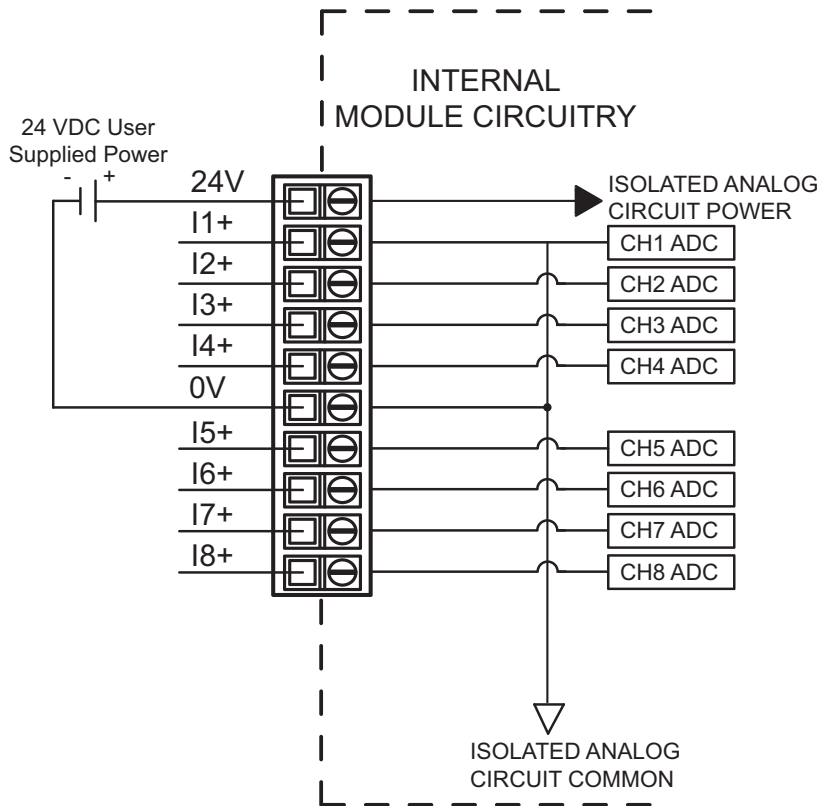 INTERNAL
MODULE CIRCUITRY
24 VDC User
Supplied Power
- +
24V
I1+
I2+
I3+
I4+
0V
I5+
I6+
I7+
I8+
ISOLATED ANALOG
CIRCUIT POWER
CH1 ADC
CH2 ADC
CH3 ADC
CH4 ADC
CH5 ADC
CH6 ADC
CH7 ADC
CH8 ADC
ISOLATED ANALOG
CIRCUIT COMMON